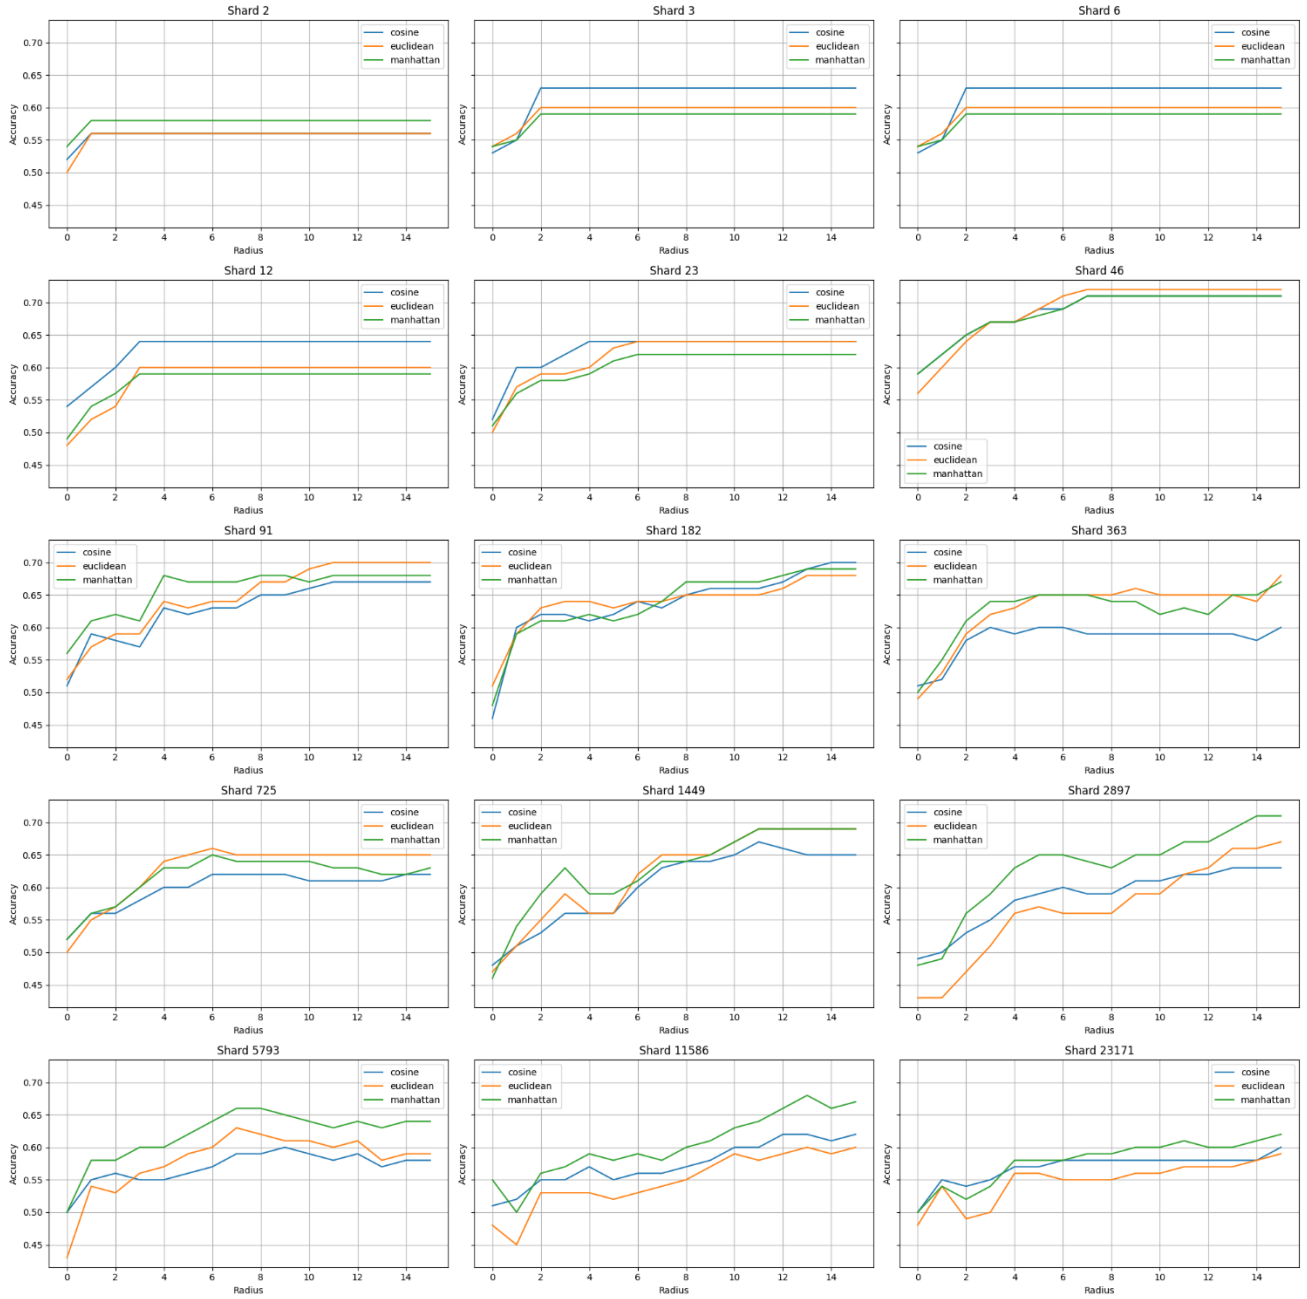 Shard 2
Shard 3
Shard 6
0.70
0.65
0.60
0.55
0.50
0.45
Accuracy
cosine
euclidean
manhattan
0 2 4 6 8 10 12 14
Radius
Accuracy
cosine
euclidean
manhattan
0 2 4 6 8 10 12 14
Radius
Accuracy
cosine
euclidean
manhattan
0 2 4 6 8 10 12 14
Radius
Shard 12
Shard 23
Shard 46
0.70
0.65
0.60
0.55
0.50
0.45
Accuracy
cosine
euclidean
manhattan
0 2 4 6 8 10 12 14
Radius
Accuracy
cosine
euclidean
manhattan
0 2 4 6 8 10 12 14
Radius
Accuracy
cosine
euclidean
manhattan
0 2 4 6 8 10 12 14
Radius
Shard 91
Shard 182
Shard 363
0.70
0.65
0.60
0.55
0.50
0.45
Accuracy
cosine
euclidean
manhattan
0 2 4 6 8 10 12 14
Radius
Accuracy
cosine
euclidean
manhattan
0 2 4 6 8 10 12 14
Radius
Accuracy
cosine
euclidean
manhattan
0 2 4 6 8 10 12 14
Radius
Shard 725
Shard 1449
Shard 2897
0.70
0.65
0.60
0.55
0.50
0.45
Accuracy
cosine
euclidean
manhattan
0 2 4 6 8 10 12 14
Radius
Accuracy
cosine
euclidean
manhattan
0 2 4 6 8 10 12 14
Radius
Accuracy
cosine
euclidean
manhattan
0 2 4 6 8 10 12 14
Radius
Shard 5793
Shard 11586
Shard 23171
0.70
0.65
0.60
0.55
0.50
0.45
Accuracy
cosine
euclidean
manhattan
0 2 4 6 8 10 12 14
Radius
Accuracy
cosine
euclidean
manhattan
0 2 4 6 8 10 12 14
Radius
Accuracy
cosine
euclidean
manhattan
0 2 4 6 8 10 12 14
Radius